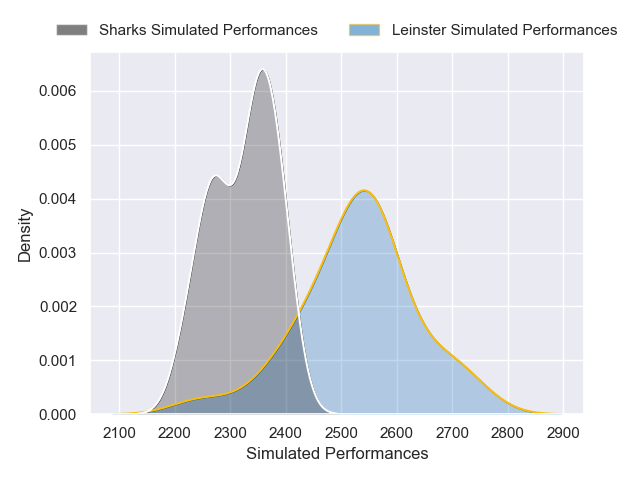 Sharks Simulated Performances
Leinster Simulated Performances
0.006
0.005
0.004
0.003
0.002
0.001
0.000
Density
2100 2200 2300 2400 2500 2600 2700 2800 2900
Simulated Performances